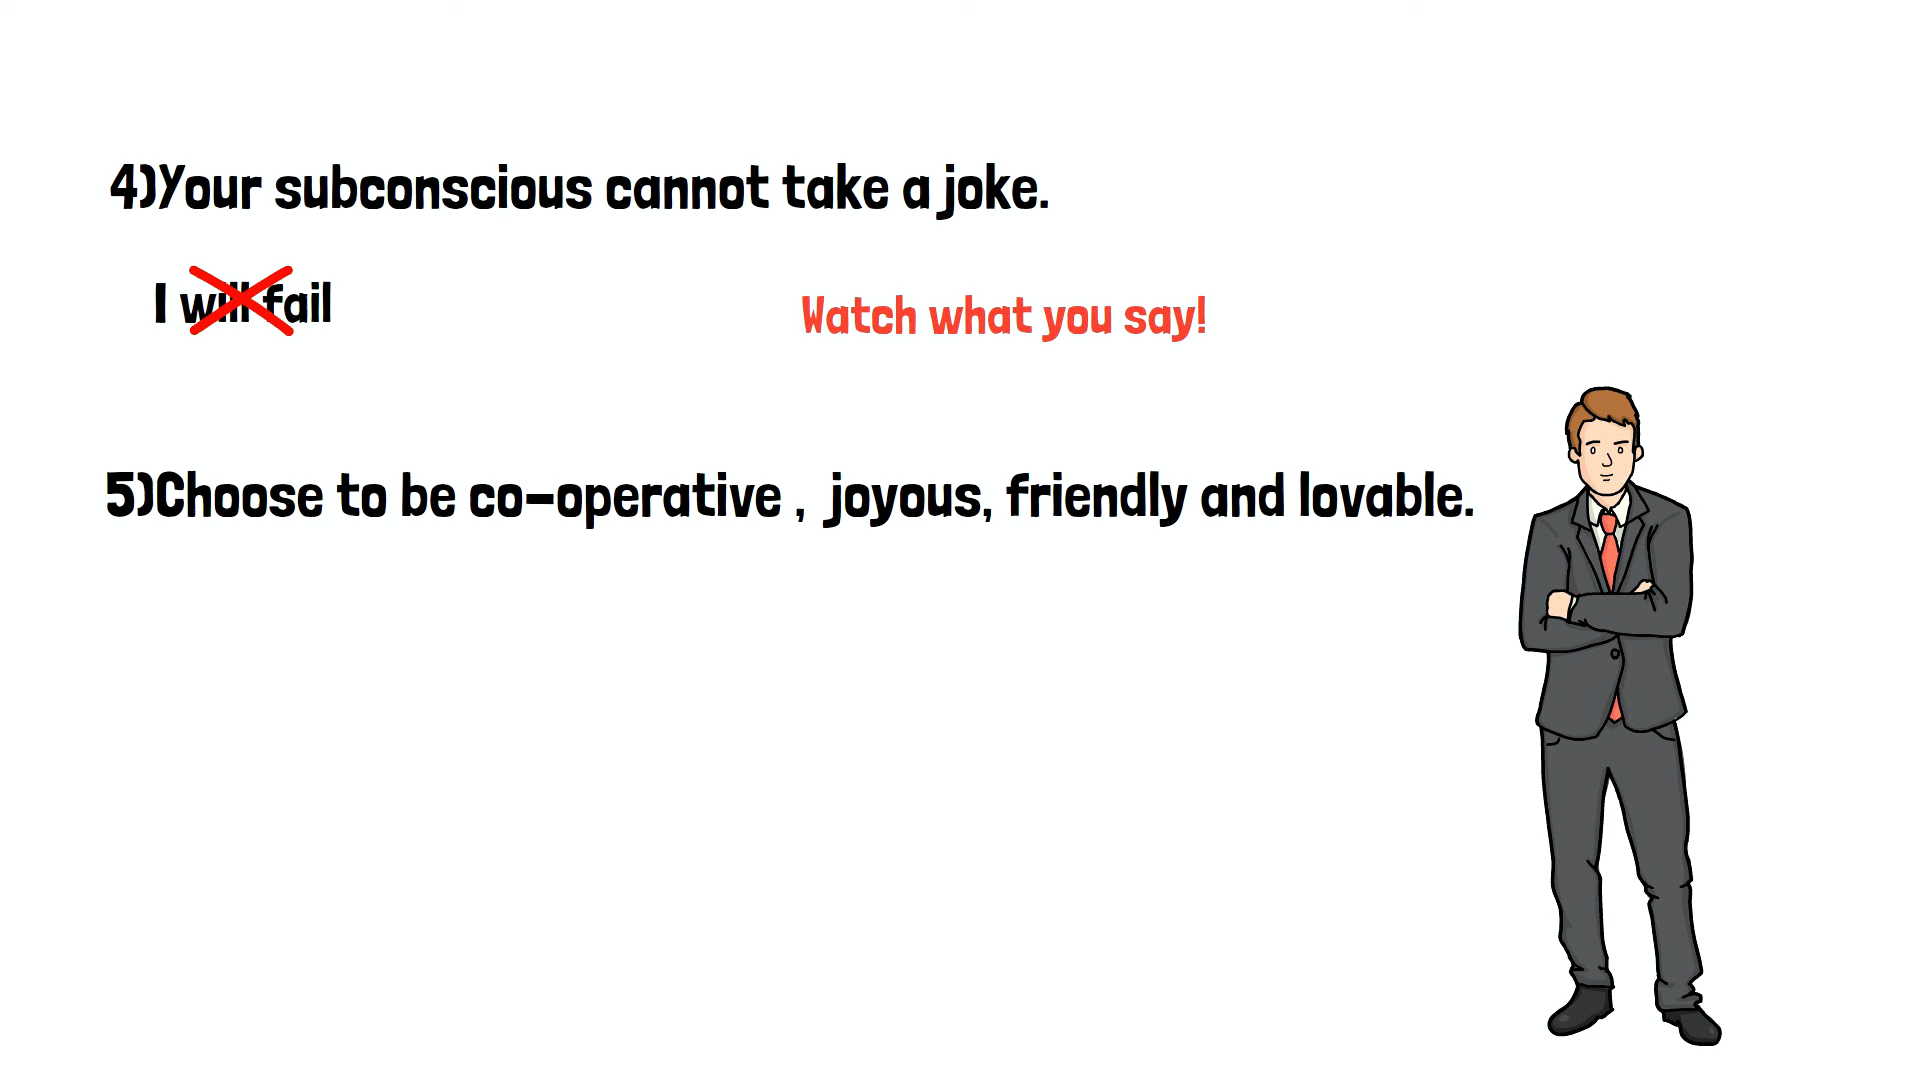 4)Your subconscious cannot take a joke.
I will fail
Watch what you say!
5)Choose to be co-operative , joyous, friendly and lovable.